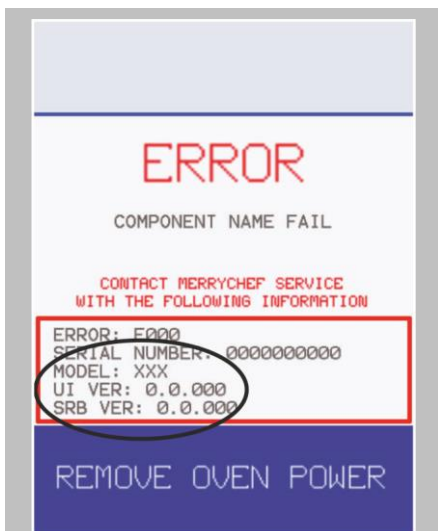 ERROR
COMPONENT NAME FAIL
CONTACT MERRYCHEF SERVICE
WITH THE FOLLOWING INFORMATION
ERROR: E000
SERIAL NUMBER: 0000000000
MODEL: XXX
UI VER: 0.0.000
SRB VER: 0.0.000
REMOVE OVEN POWER